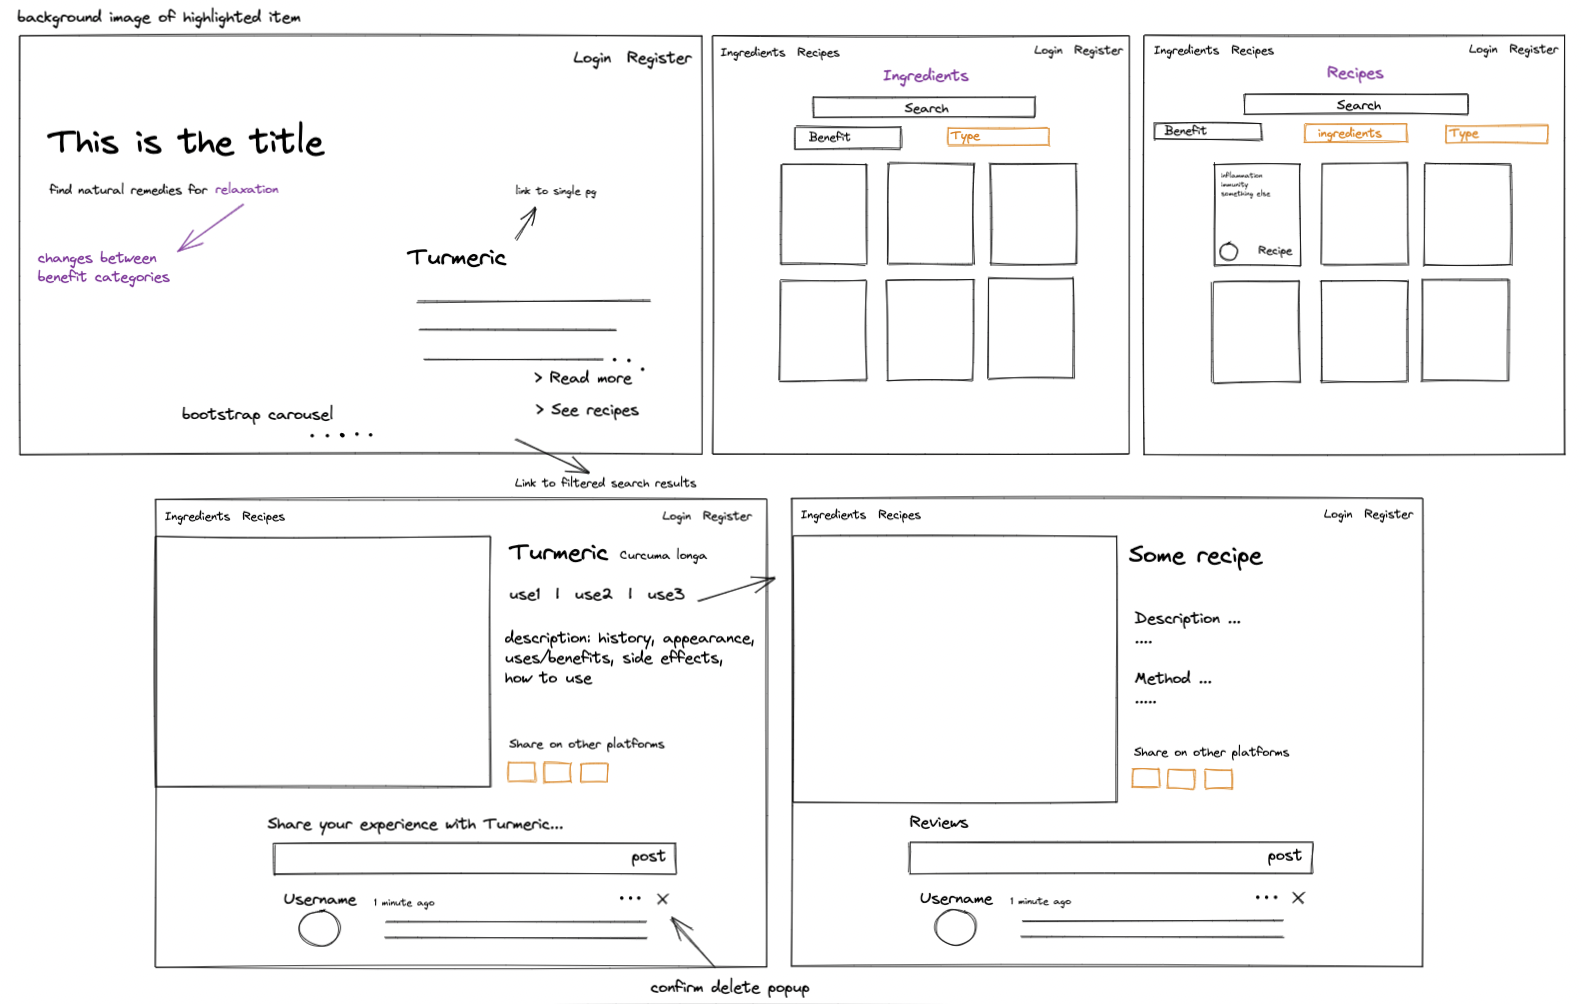 background image of highlighted item
Login Register
This is the title
find natural remedies for relaxation
changes between
benefit categories
link to single pg
Turmeric
> Read more
> See recipes
bootstrap carousel
Link to filtered search results
Ingredients Recipes
Login Register
Ingredients
Search
Benefit
Type
Ingredients Recipes
Login Register
Recipes
Search
Benefit
ingredients
Type
inflammation
immunity
something else
Recipe
Ingredients Recipes
Login Register
Turmeric Curcuma longa
use1 | use2 | use3
description: history, appearance,
uses/benefits, side effects,
how to use
Share on other platforms
Share your experience with Turmeric...
post
Username 1 minute ago ... X
confirm delete popup
Ingredients Recipes
Login Register
Some recipe
Description ...
....
Method ...
.....
Share on other platforms
Reviews
post
Username 1 minute ago ... X